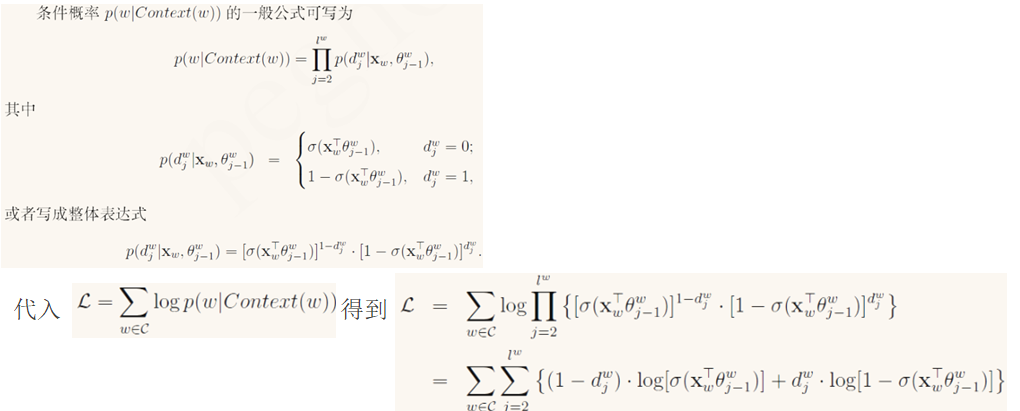 条件概率 p(w|Context(w)) 的一般公式可写为
p(w|Context(w)) = ∏_{j=2}^{l^w} p(d_j^w|x_w, θ_{j-1}^w),
其中
p(d_j^w|x_w, θ_{j-1}^w) = { σ(x_w^⊤θ_{j-1}^w), d_j^w = 0;
1 − σ(x_w^⊤θ_{j-1}^w), d_j^w = 1,
或者写成整体表达式
p(d_j^w|x_w, θ_{j-1}^w) = [σ(x_w^⊤θ_{j-1}^w)]^{1−d_j^w} · [1 − σ(x_w^⊤θ_{j-1}^w)]^{d_j^w}.
代入 ℒ = ∑_{w∈𝒞} log p(w|Context(w)) 得到 ℒ = ∑_{w∈𝒞} log ∏_{j=2}^{l^w} {[σ(x_w^⊤θ_{j-1}^w)]^{1−d_j^w} · [1 − σ(x_w^⊤θ_{j-1}^w)]^{d_j^w}}
= ∑_{w∈𝒞} ∑_{j=2}^{l^w} {(1 − d_j^w) · log[σ(x_w^⊤θ_{j-1}^w)] + d_j^w · log[1 − σ(x_w^⊤θ_{j-1}^w)]}